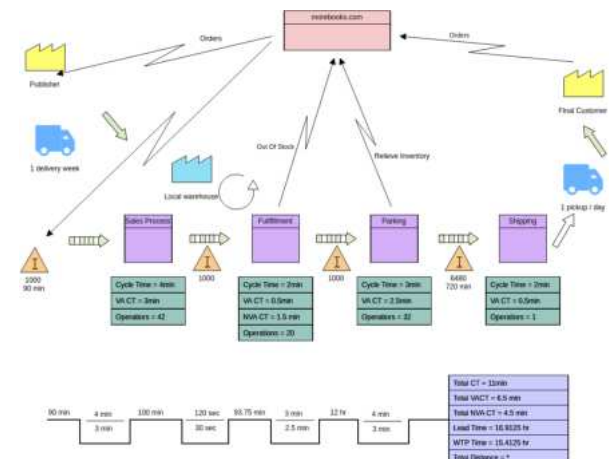 morebooks.com
Orders
Orders
Publisher
Final Customer
1 delivery week
Out Of Stock
Relieve Inventory
Local warehouse
1 pickup / day
Sales Process
Fulfillment
Parking
Shipping
I
I
I
I
1000
90 min
1000
1000
6480
720 min
Cycle Time = 4min
VA CT = 3min
Operators = 42
Cycle Time = 2min
VA CT = 0.5min
NVA CT = 1.5 min
Operations = 20
Cycle Time = 3min
VA CT = 2.5min
Operators = 32
Cycle Time = 2min
VA CT = 0.5min
Operators = 1
90 min
4 min
3 min
100 min
120 sec
30 sec
93.75 min
3 min
2.5 min
12 hr
4 min
3 min
Total CT = 11min
Total VACT = 6.5 min
Total NVA CT = 4.5 min
Lead Time = 16.9125 hr
WTP Time = 15.4125 hr
Total Distance = *